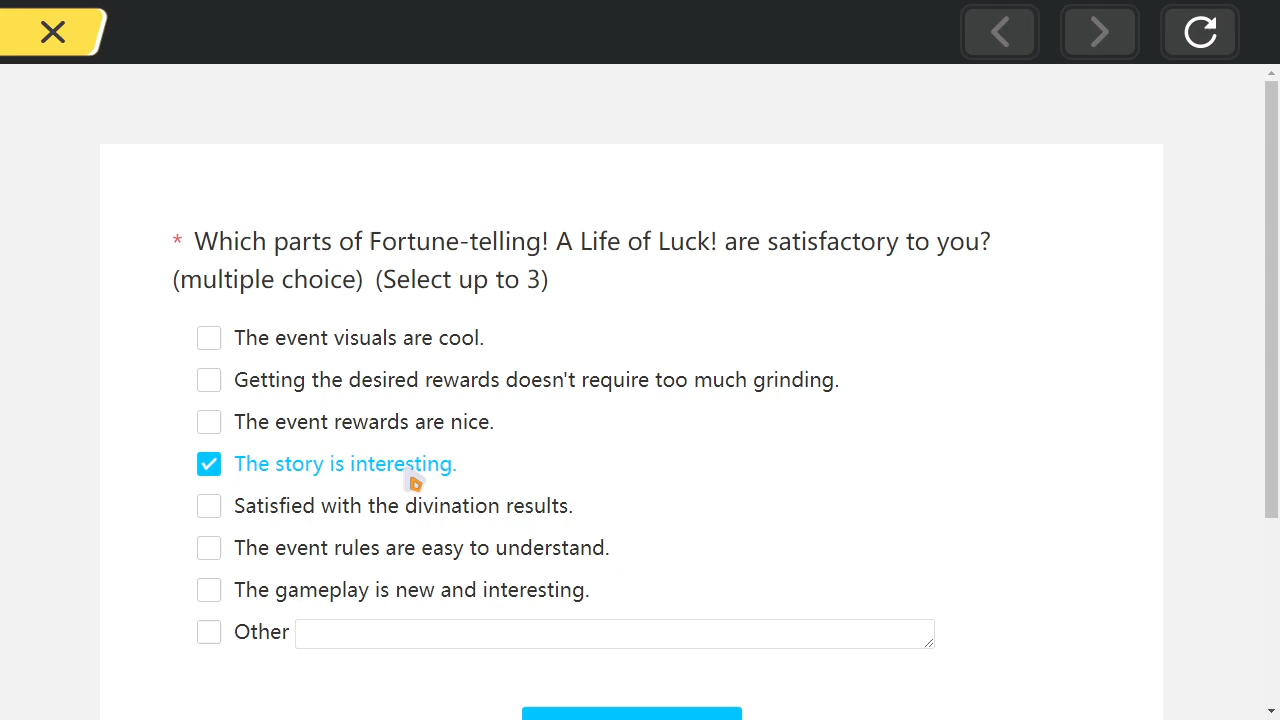 * Which parts of Fortune-telling! A Life of Luck! are satisfactory to you?
(multiple choice) (Select up to 3)
The event visuals are cool.
Getting the desired rewards doesn't require too much grinding.
The event rewards are nice.
The story is interesting.
Satisfied with the divination results.
The event rules are easy to understand.
The gameplay is new and interesting.
Other